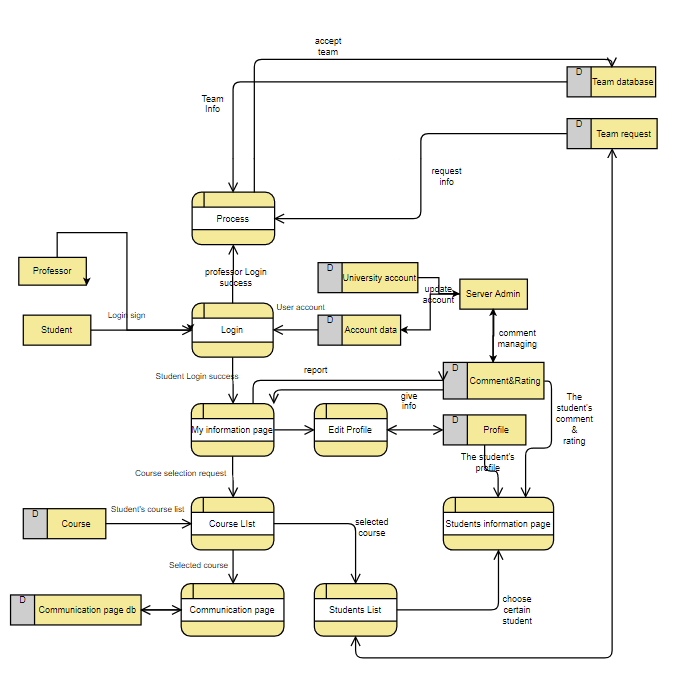 accept
team
D
Team database
Team
Info
D
Team request
request
info
Process
professor Login
success
Professor
D
University account
update
account
Server Admin
Login sign
User account
Student
Login
D
Account data
comment
managing
Student Login success
report
D
Comment&Rating
give
info
The
student's
comment
&
rating
My information page
Edit Profile
D
Profile
The student's
profile
Course selection request
Student's course list
D
Course
Course LIst
selected
course
Students information page
Selected course
D
Communication page db
Communication page
Students List
choose
certain
student